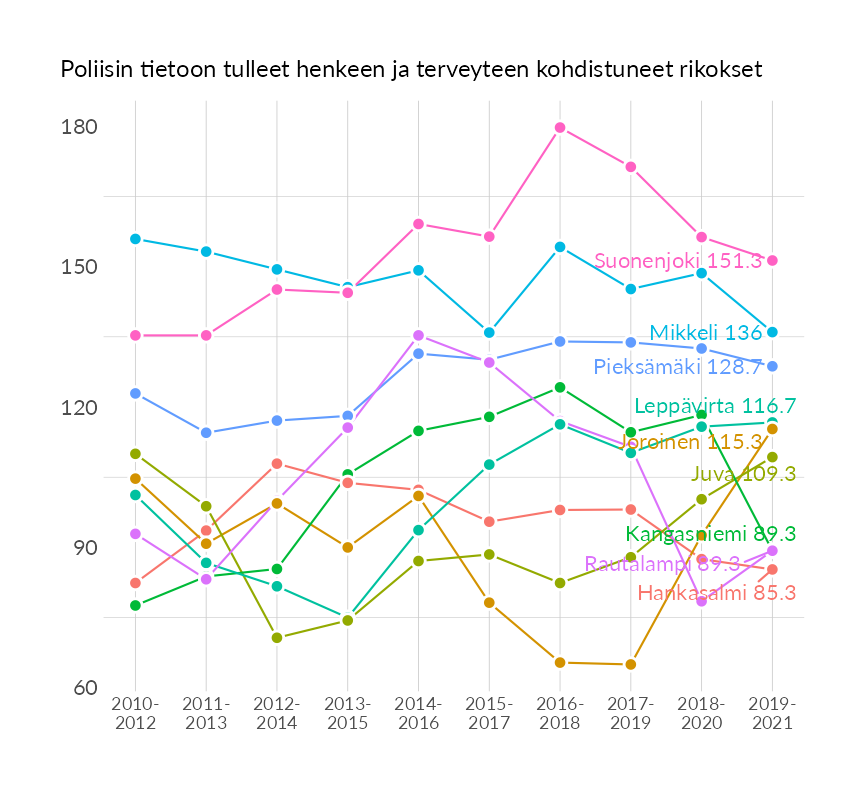 Poliisin tietoon tulleet henkeen ja terveyteen kohdistuneet rikokset
180
150
120
90
60
Suonenjoki 151.3
Mikkeli 136
Pieksämäki 128.7
Leppävirta 116.7
Joroinen 115.3
Juva 109.3
Kangasniemi 89.3
Rautalampi 89.3
Hankasalmi 85.3
2010- 2011- 2012- 2013- 2014- 2015- 2016- 2017- 2018- 2019-
2012 2013 2014 2015 2016 2017 2018 2019 2020 2021